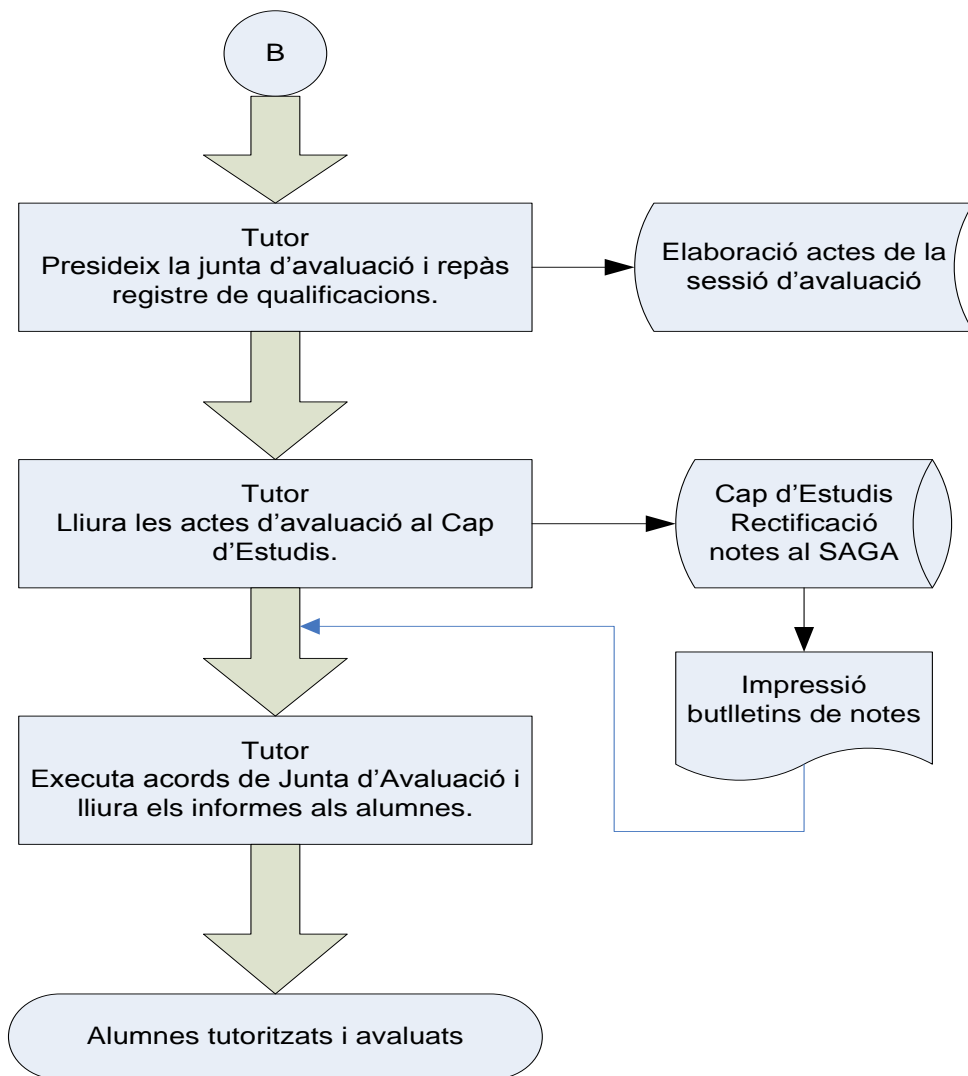 B
Tutor
Presideix la junta d’avaluació i repàs
registre de qualificacions.
Elaboració actes de la
sessió d’avaluació
Tutor
Lliura les actes d’avaluació al Cap
d’Estudis.
Cap d’Estudis
Rectificació
notes al SAGA
Impressió
butlletins de notes
Tutor
Executa acords de Junta d’Avaluació i
lliura els informes als alumnes.
Alumnes tutoritzats i avaluats